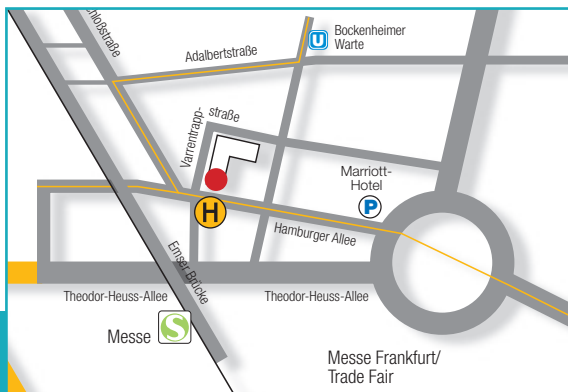 chloßstraße
Bockenheimer
Warte
U
Adalbertstraße
Varrentrapp-
straße
Marriott-
Hotel
P
H
Hamburger Allee
Emser Brücke
Theodor-Heuss-Allee
Theodor-Heuss-Allee
Messe
S
Messe Frankfurt/
Trade Fair